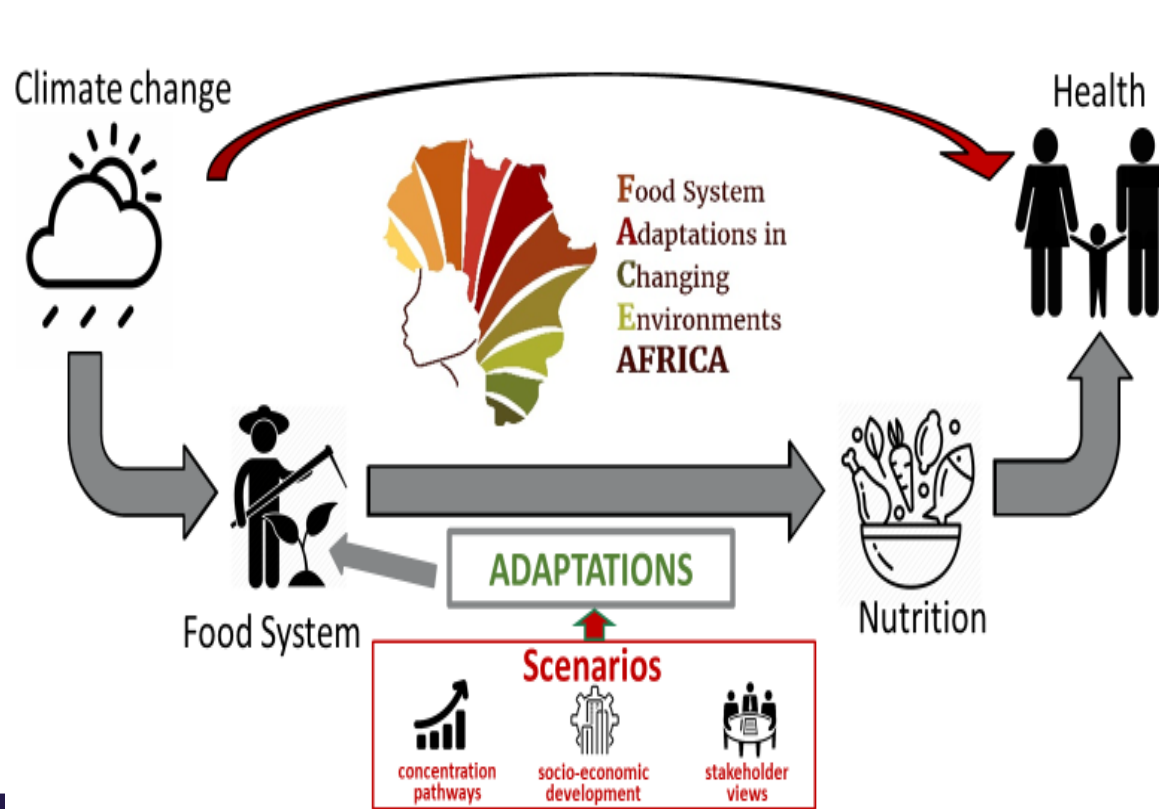 Climate change
Health
Food System
Adaptations in
Changing
Environments
AFRICA
ADAPTATIONS
Food System
Nutrition
Scenarios
concentration
pathways
socio-economic
development
stakeholder
views